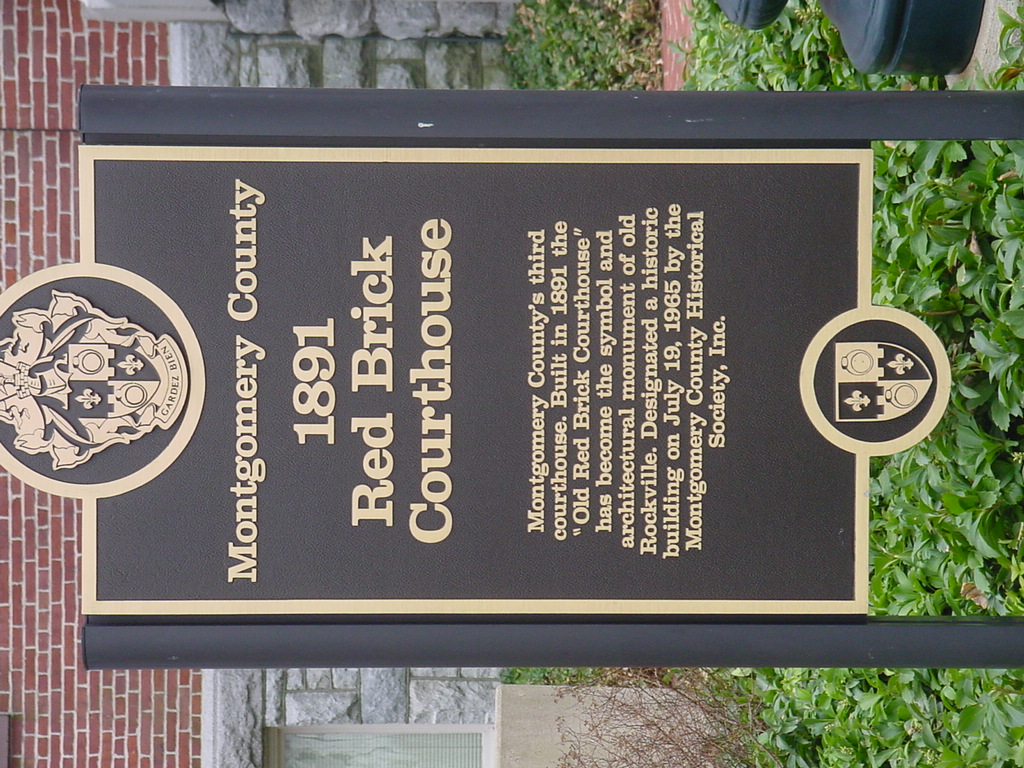 GARDEZ BIEN
Montgomery County
1891
Red Brick
Courthouse
Montgomery County's third
courthouse. Built in 1891 the
"Old Red Brick Courthouse"
has become the symbol and
architectural monument of old
Rockville. Designated a historic
building on July 19, 1965 by the
Montgomery County Historical
Society, Inc.